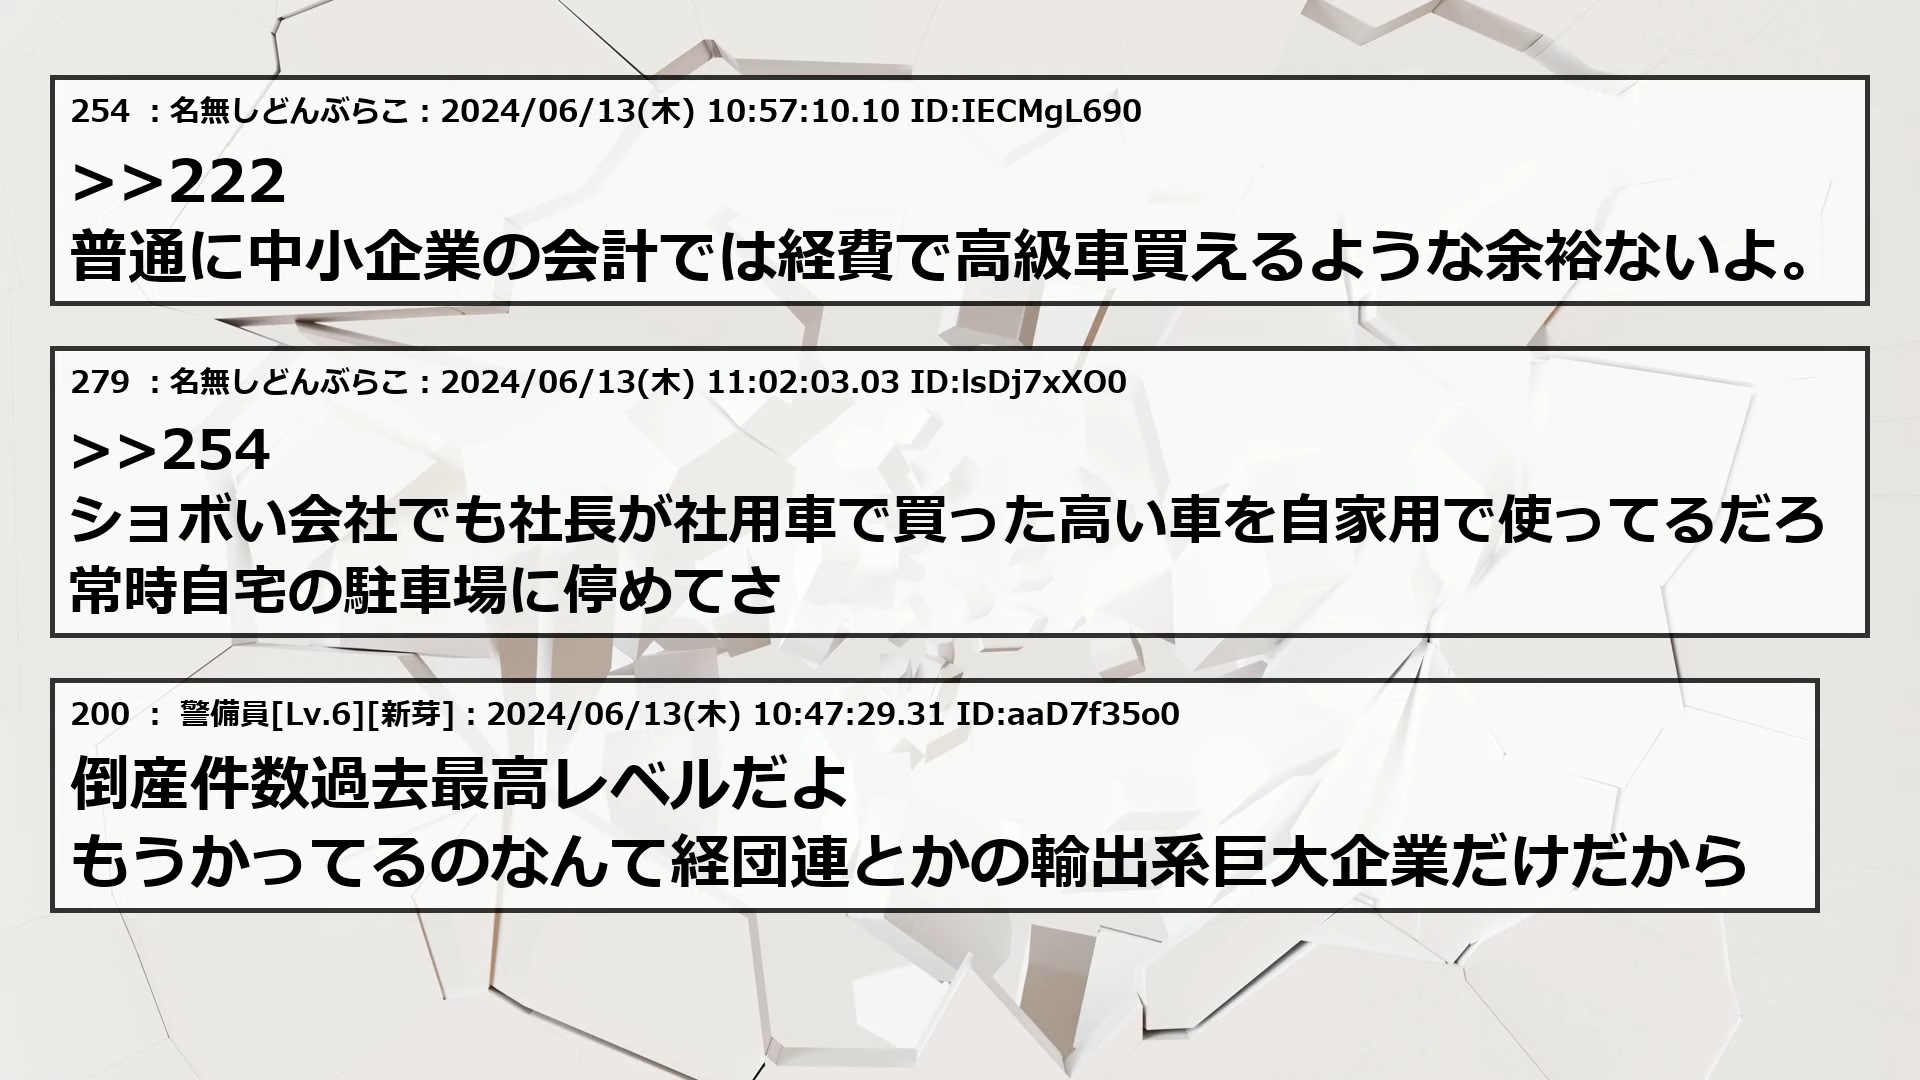 254 ：名無しどんぶらこ：2024/06/13(木) 10:57:10.10 ID:IECMgL690
>>222
普通に中小企業の会計では経費で高級車買えるような余裕ないよ。
279 ：名無しどんぶらこ：2024/06/13(木) 11:02:03.03 ID:lsDj7xXO0
>>254
ショボい会社でも社長が社用車で買った高い車を自家用で使ってるだろ
常時自宅の駐車場に停めてさ
200 ： 警備員[Lv.6][新芽]：2024/06/13(木) 10:47:29.31 ID:aaD7f35o0
倒産件数過去最高レベルだよ
もうかってるのなんて経団連とかの輸出系巨大企業だけだから